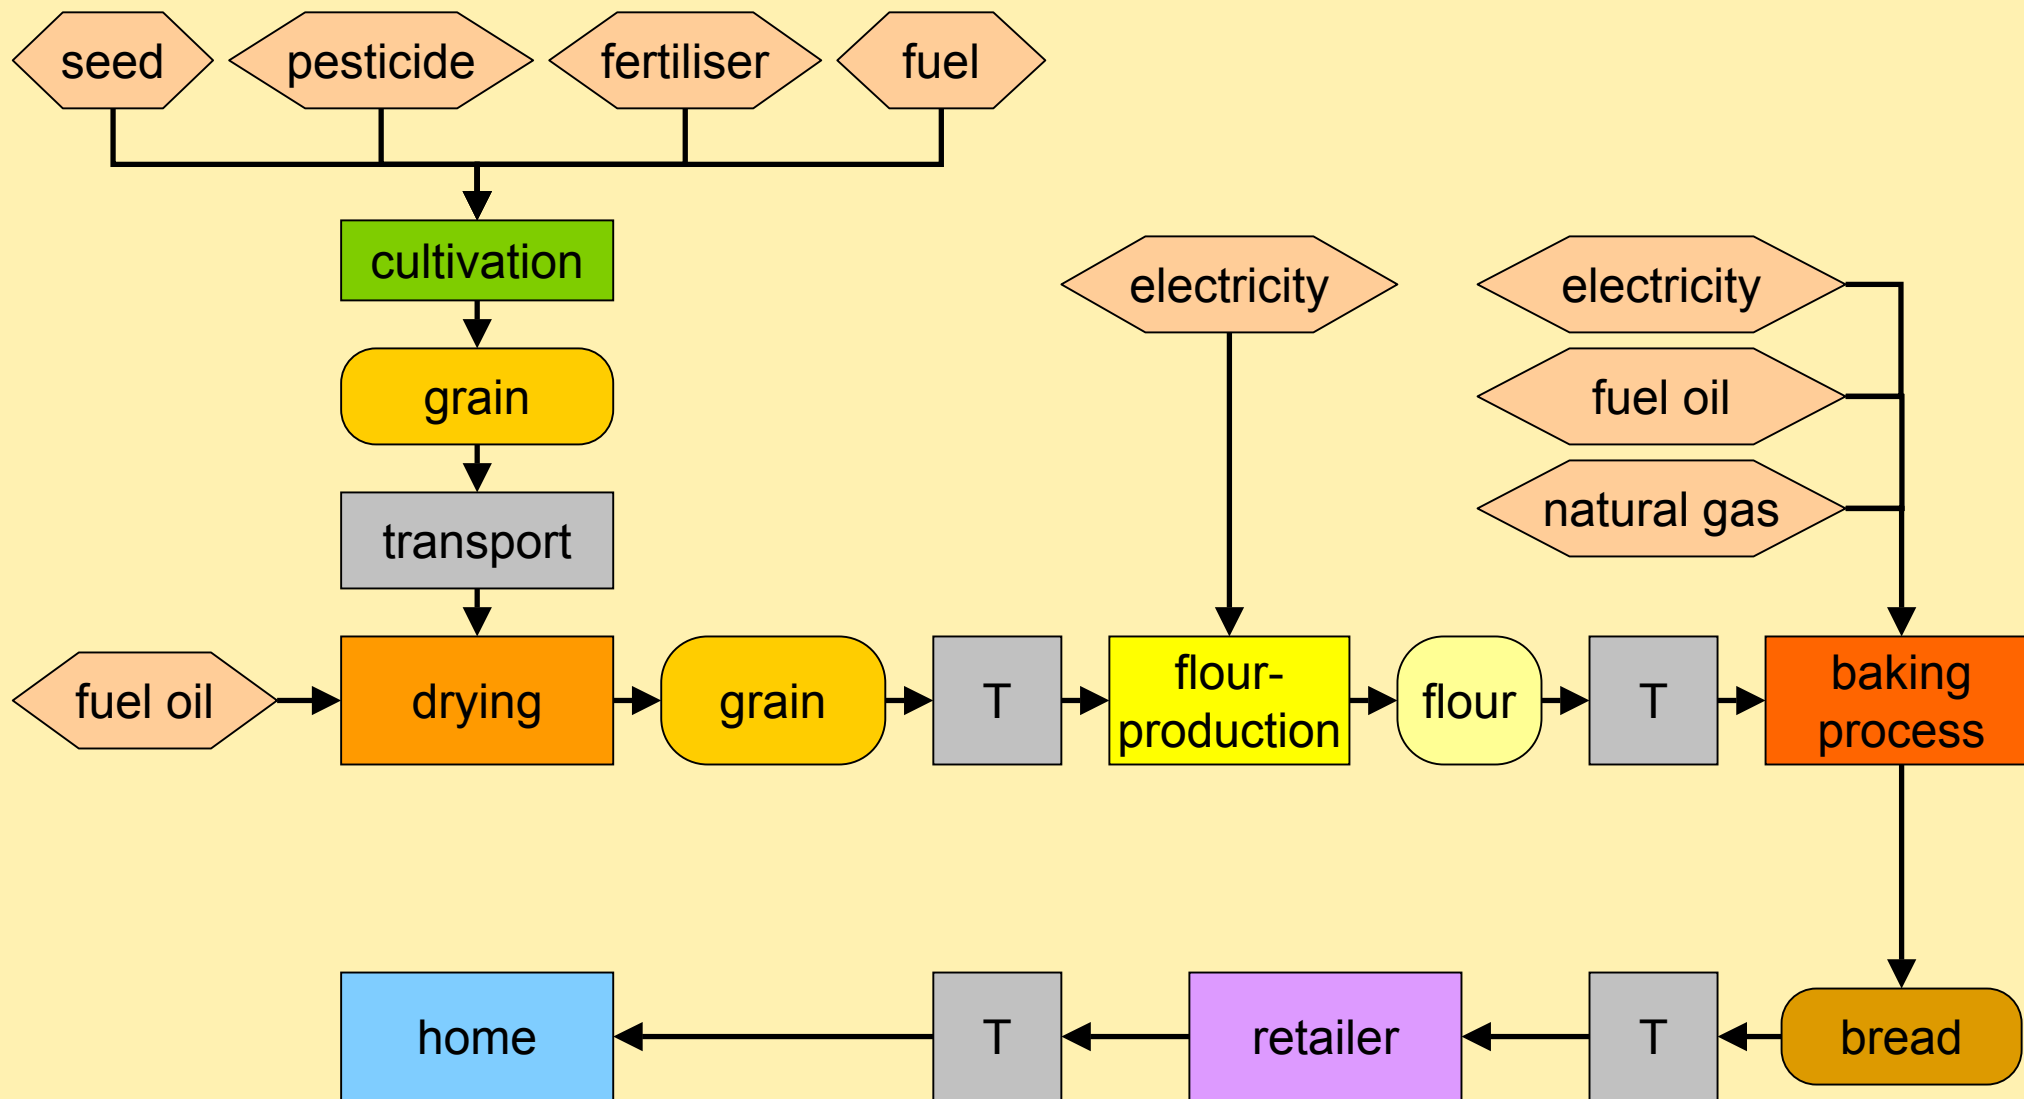 seed
pesticide
fertiliser
fuel
cultivation
electricity
electricity
grain
fuel oil
natural gas
transport
fuel oil
drying
grain
T
flour-
production
flour
T
baking
process
home
T
retailer
T
bread